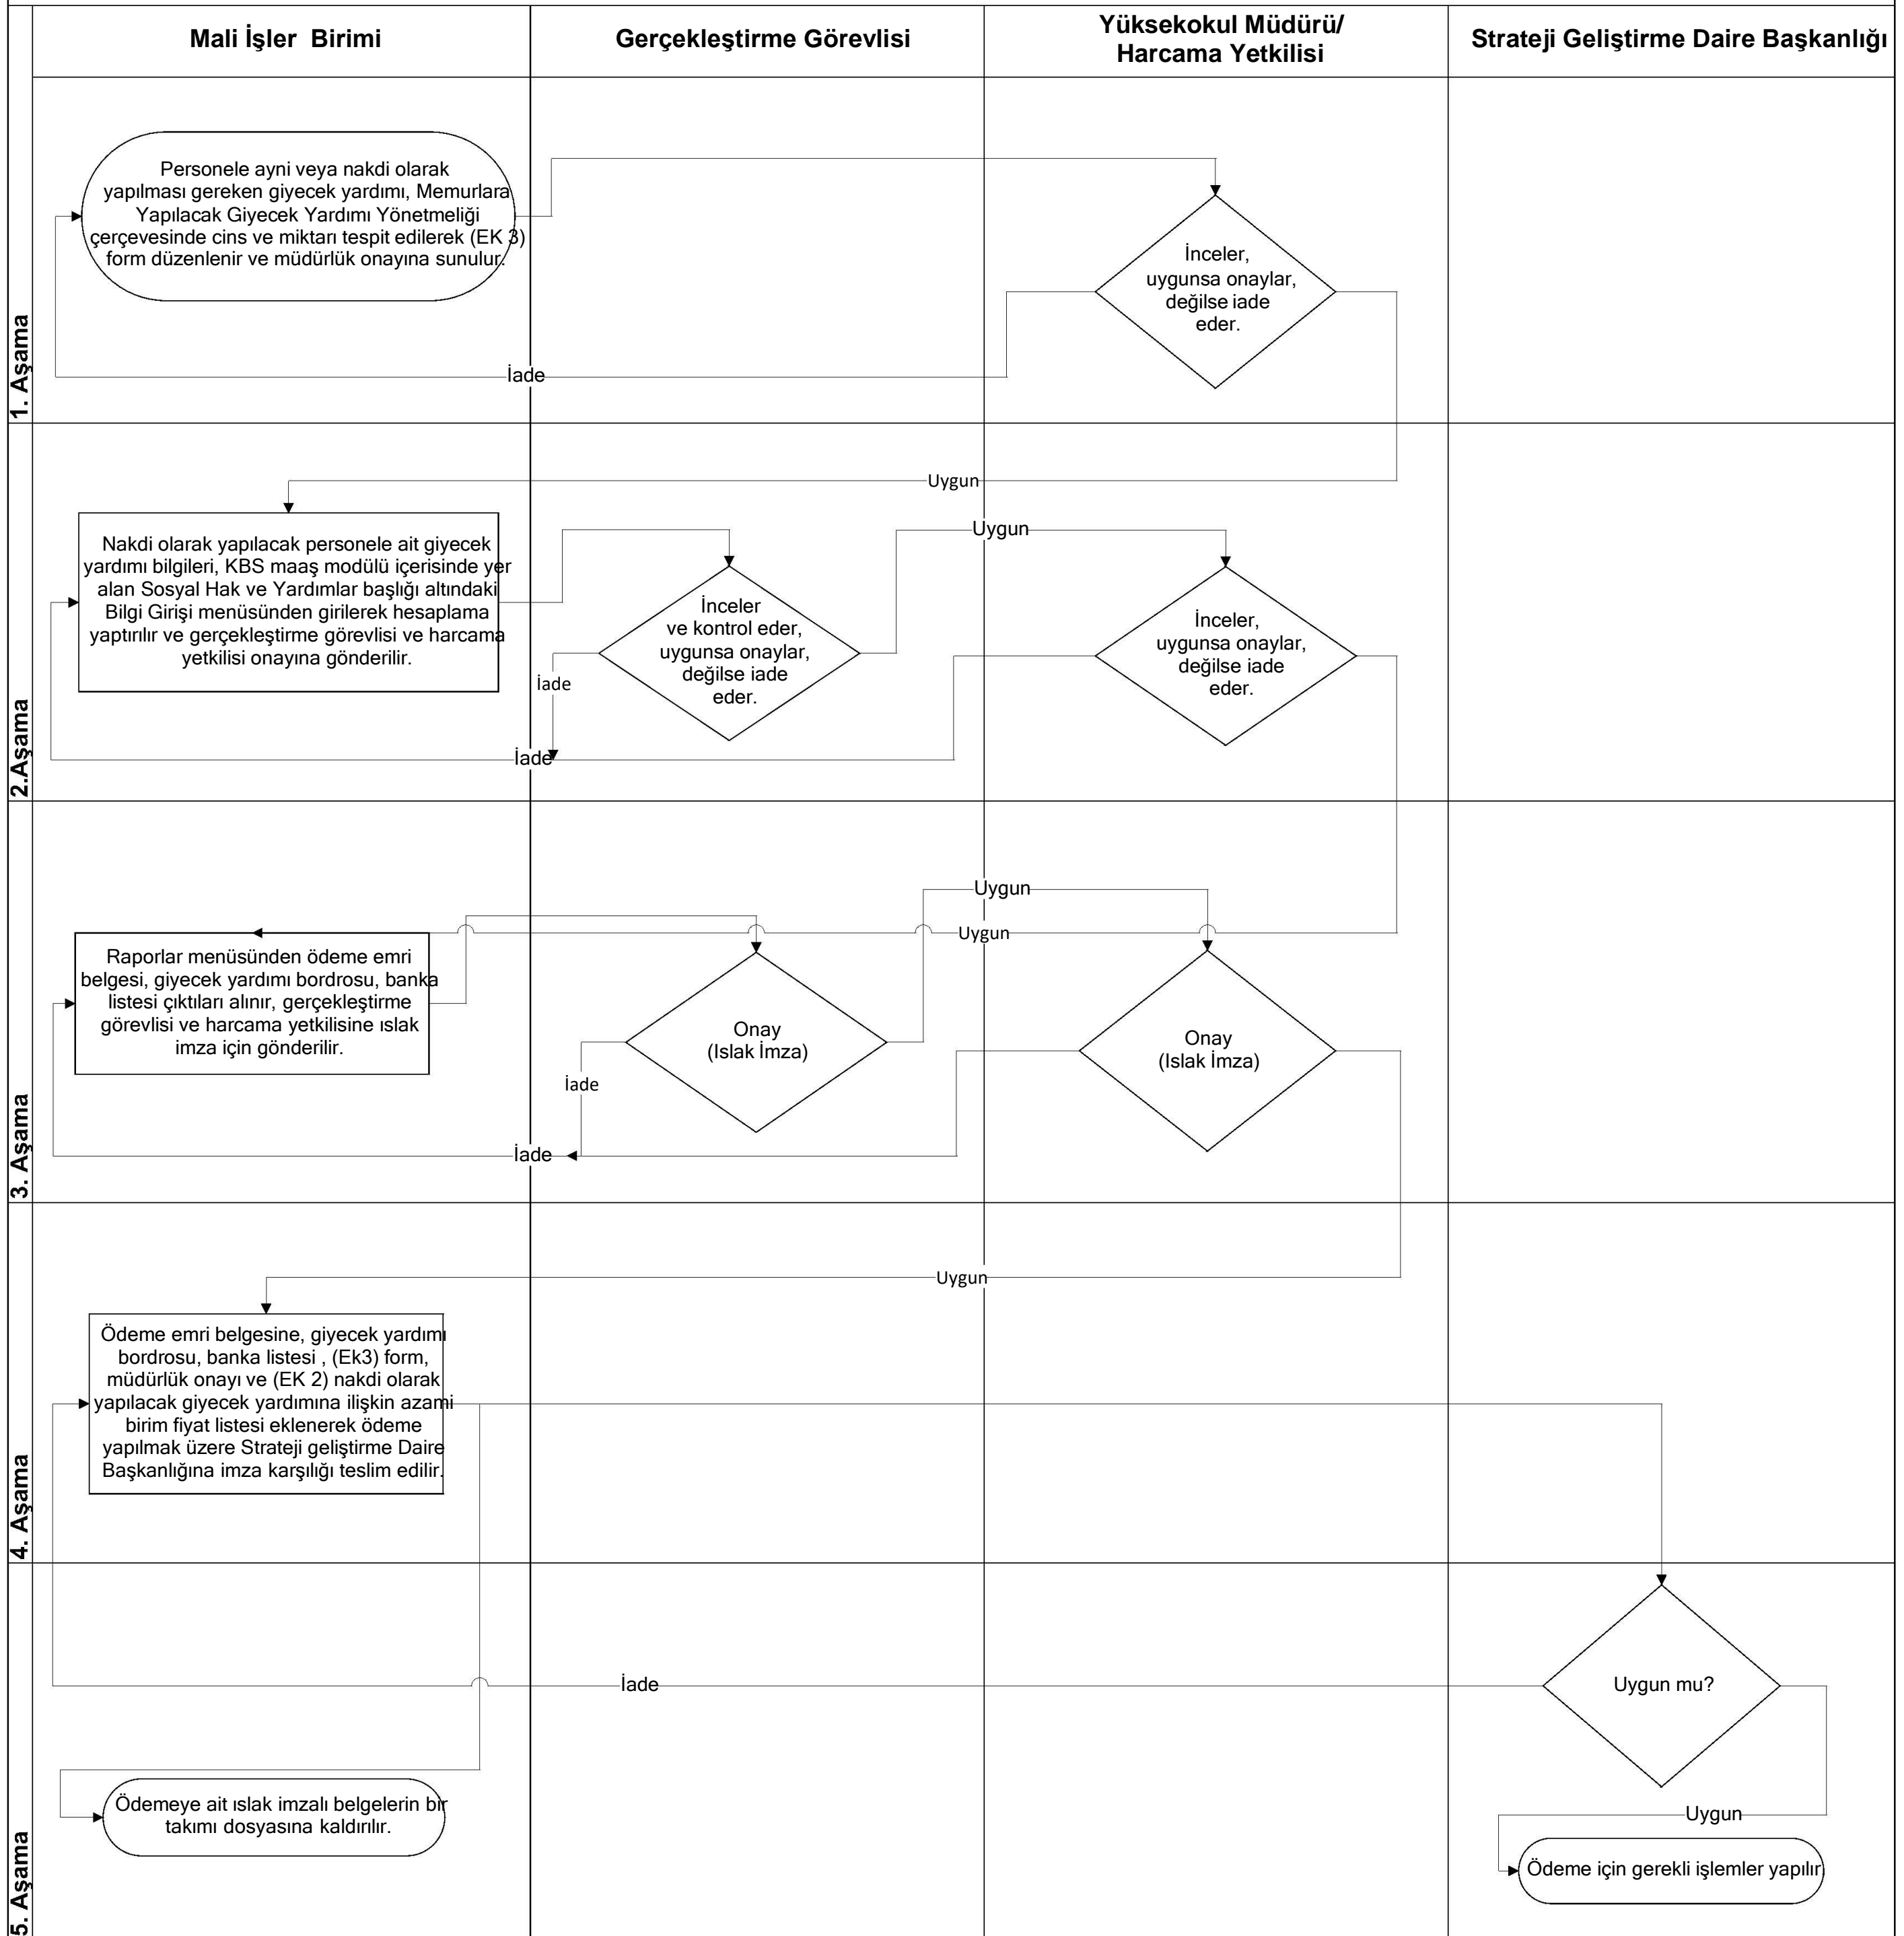 Mali İşler  Birimi
Gerçekleştirme Görevlisi
Yüksekokul Müdürü/
Harcama Yetkilisi
Strateji Geliştirme Daire Başkanlığı
1. Aşama
Personele ayni veya nakdi olarak
yapılması gereken giyecek yardımı, Memurlara
Yapılacak Giyecek Yardımı Yönetmeliği
çerçevesinde cins ve miktarı tespit edilerek (EK 3)
form düzenlenir ve müdürlük onayına sunulur.
İnceler,
uygunsa onaylar,
değilse iade
eder.
İade
2.Aşama
Uygun
Nakdi olarak yapılacak personele ait giyecek
yardımı bilgileri, KBS maaş modülü içerisinde yer
alan Sosyal Hak ve Yardımlar başlığı altındaki
Bilgi Girişi menüsünden girilerek hesaplama
yaptırılır ve gerçekleştirme görevlisi ve harcama
yetkilisi onayına gönderilir.
İnceler
ve kontrol eder,
uygunsa onaylar,
değilse iade
eder.
Uygun
İnceler,
uygunsa onaylar,
değilse iade
eder.
İade
İade
3. Aşama
Uygun
Uygun
Raporlar menüsünden ödeme emri
belgesi, giyecek yardımı bordrosu, banka
listesi çıktıları alınır, gerçekleştirme
görevlisi ve harcama yetkilisine ıslak
imza için gönderilir.
Onay
(Islak İmza)
Onay
(Islak İmza)
İade
İade
4. Aşama
Uygun
Ödeme emri belgesine, giyecek yardımı
bordrosu, banka listesi , (Ek3) form,
müdürlük onayı ve (EK 2) nakdi olarak
yapılacak giyecek yardımına ilişkin azami
birim fiyat listesi eklenerek ödeme
yapılmak üzere Strateji geliştirme Daire
Başkanlığına imza karşılığı teslim edilir.
5. Aşama
İade
Uygun mu?
Ödemeye ait ıslak imzalı belgelerin bir
takımı dosyasına kaldırılır.
Uygun
Ödeme için gerekli işlemler yapılır